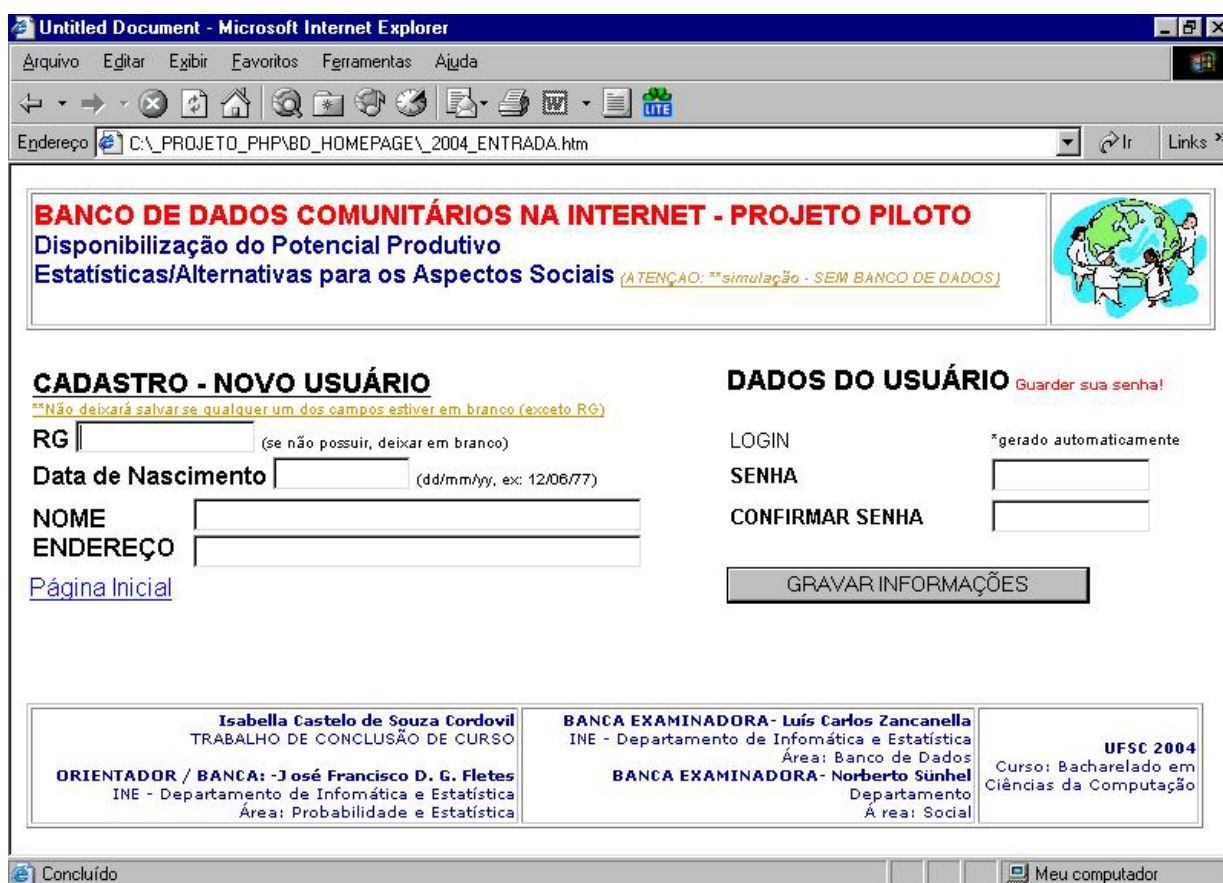 Untitled Document - Microsoft Internet Explorer
Arquivo Editar Exibir Favoritos Ferramentas Ajuda
LITE
Endereço C:\_PROJETO_PHP\BD_HOMEPAGE\_2004_ENTRADA.htm Ir Links »
BANCO DE DADOS COMUNITÁRIOS NA INTERNET - PROJETO PILOTO
Disponibilização do Potencial Produtivo
Estatísticas/Alternativas para os Aspectos Sociais (ATENÇAO: **simulação - SEM BANCO DE DADOS)
CADASTRO - NOVO USUÁRIO
**Não deixará salvar se qualquer um dos campos estiver em branco (exceto RG)
RG (se não possuir, deixar em branco)
Data de Nascimento (dd/mm/yy, ex: 12/06/77)
NOME
ENDEREÇO
Página Inicial
DADOS DO USUÁRIO Guarder sua senha!
LOGIN *gerado automaticamente
SENHA
CONFIRMAR SENHA
GRAVAR INFORMAÇÕES
Isabella Castelo de Souza Cordovil
TRABALHO DE CONCLUSÃO DE CURSO
ORIENTADOR / BANCA: -J osé Francisco D. G. Fletes
INE - Departamento de Infomática e Estatística
Área: Probabilidade e Estatística
BANCA EXAMINADORA- Luís Carlos Zancanella
INE - Departamento de Infomática e Estatística
Área: Banco de Dados
BANCA EXAMINADORA- Norberto Sünhel
Departamento
Á rea: Social
UFSC 2004
Curso: Bacharelado em
Ciências da Computação
Concluído Meu computador